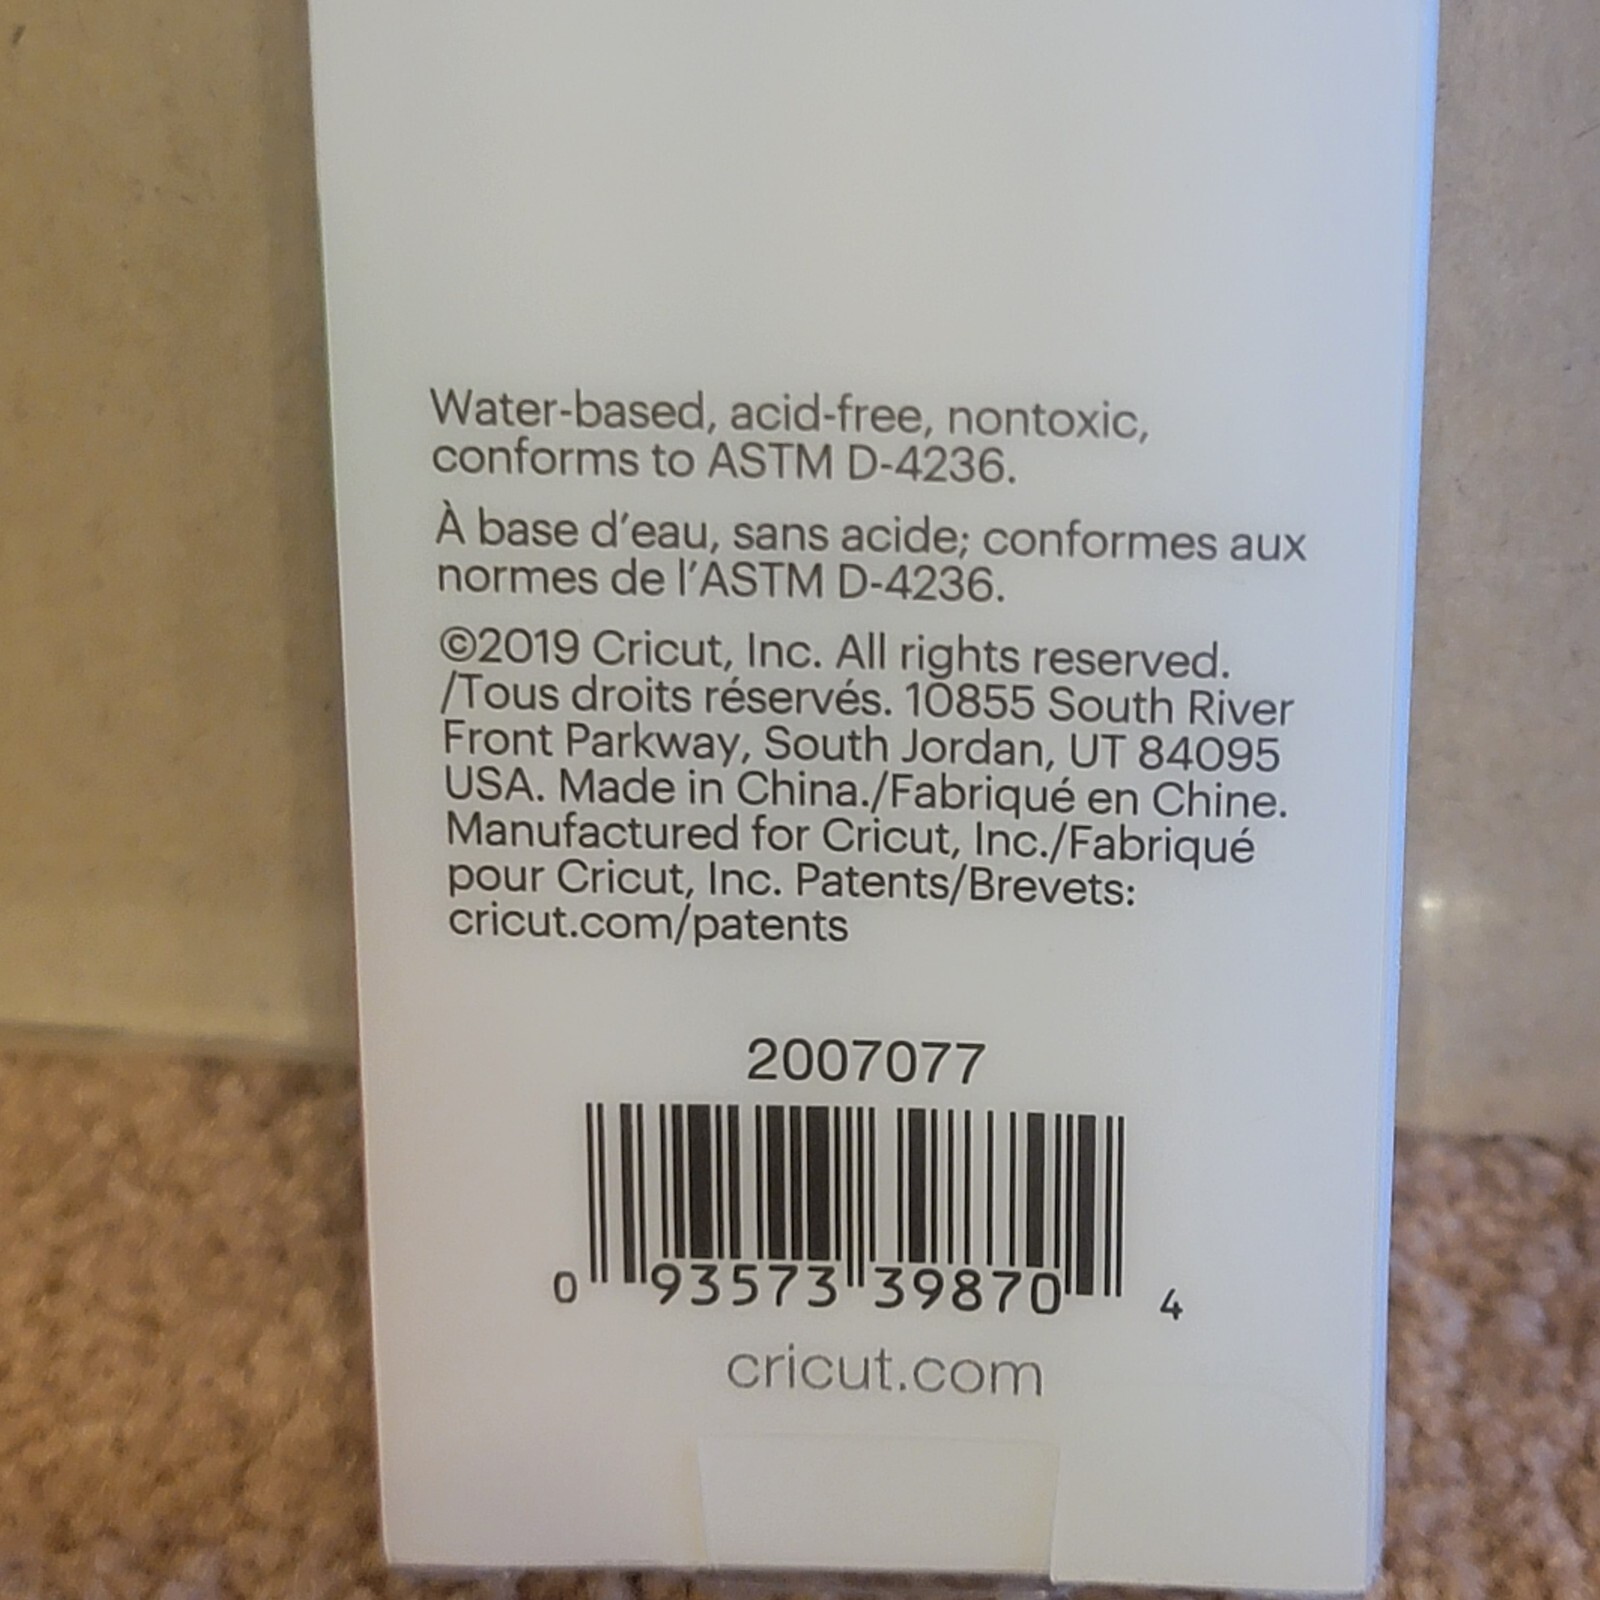 Water-based, acid-free, nontoxic,
conforms to ASTM D-4236.
À base d'eau, sans acide; conformes aux
normes de l'ASTM D-4236.
©2019 Cricut, Inc. All rights reserved.
/Tous droits réservés. 10855 South River
Front Parkway, South Jordan, UT 84095
USA. Made in China./Fabriqué en Chine.
Manufactured for Cricut, Inc./Fabriqué
pour Cricut, Inc. Patents/Brevets:
cricut.com/patents
2007077
0 93573 39870 4
cricut.com